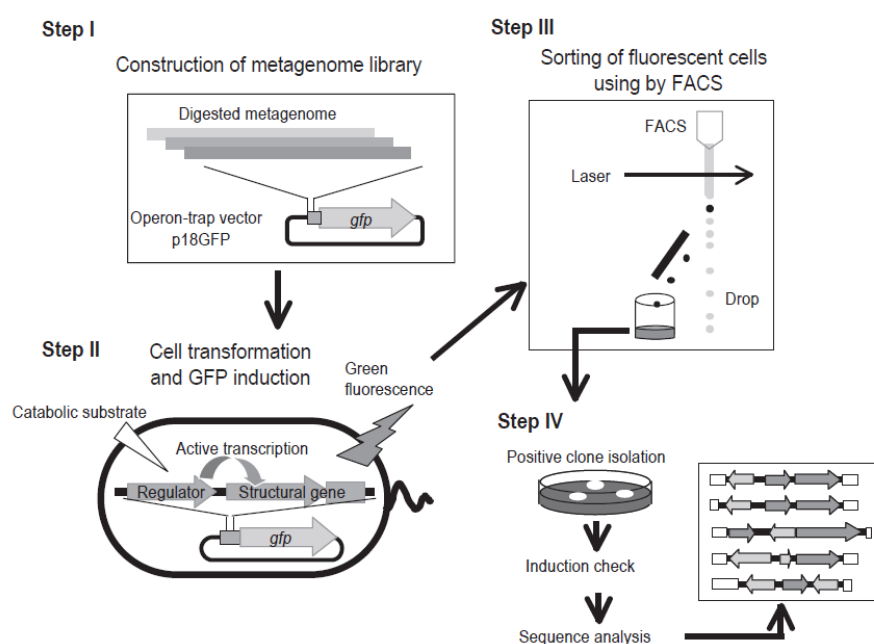 Step I
Construction of metagenome library
Digested metagenome
Operon-trap vector
p18GFP
gfp
Step II
Cell transformation
and GFP induction
Green
fluorescence
Catabolic substrate
Active transcription
Regulator
Structural gene
gfp
Step III
Sorting of fluorescent cells
using by FACS
FACS
Laser
Drop
Step IV
Positive clone isolation
Induction check
Sequence analysis